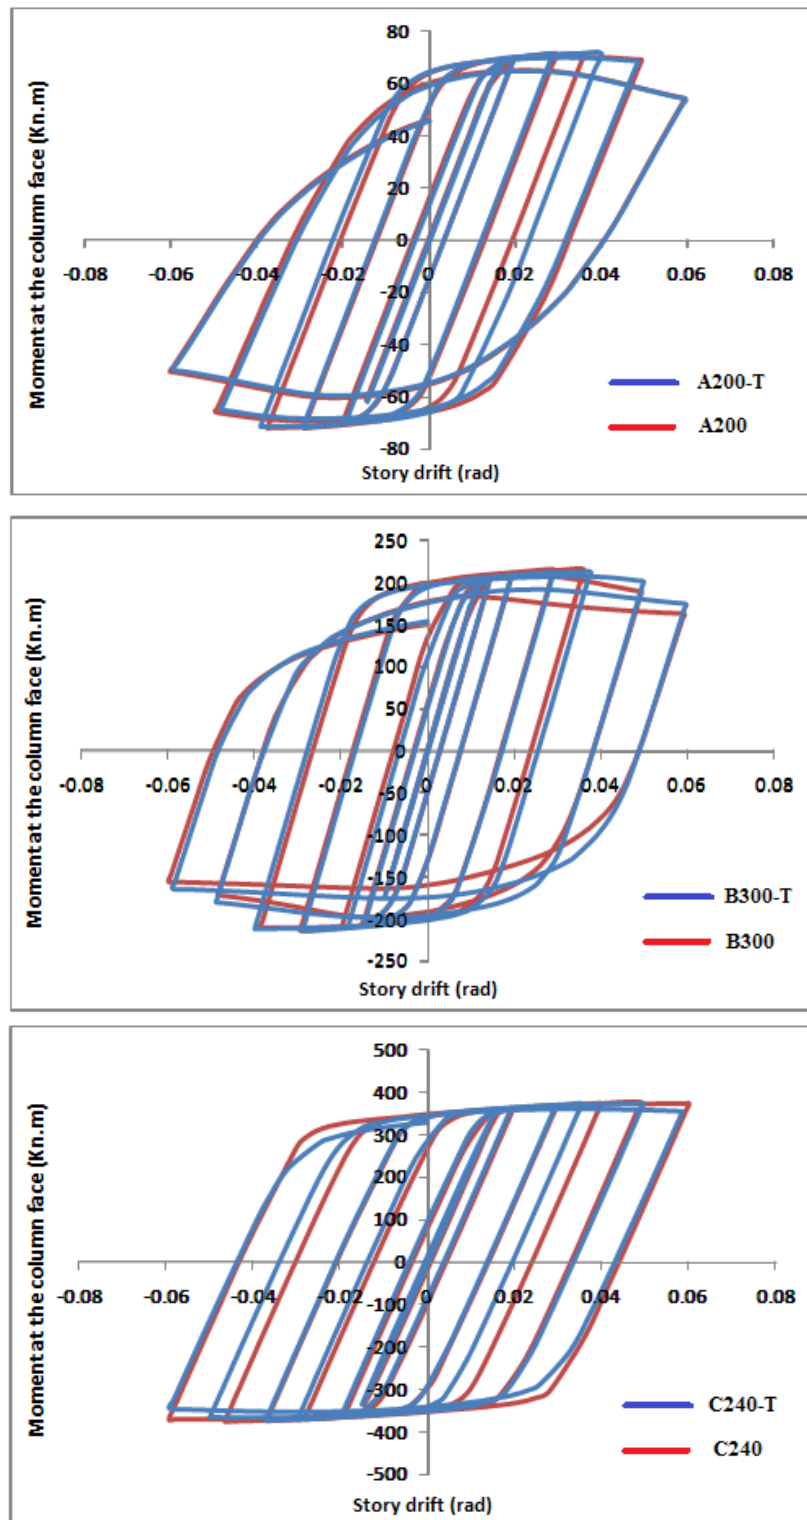 80
60
40
20
0
-0.08 -0.06 -0.04 -0.02 0 0.02 0.04 0.06 0.08
-20
-40
-60
-80
Moment at the column face (Kn.m)
A200-T
A200
Story drift (rad)
250
200
150
100
50
0
-0.08 -0.06 -0.04 -0.02 0 0.02 0.04 0.06 0.08
-50
-100
-150
-200
-250
Moment at the column face (Kn.m)
B300-T
B300
Story drift (rad)
500
400
300
200
100
0
-0.08 -0.06 -0.04 -0.02 0 0.02 0.04 0.06 0.08
-100
-200
-300
-400
-500
Moment at the column face (Kn.m)
C240-T
C240
Story drift (rad)